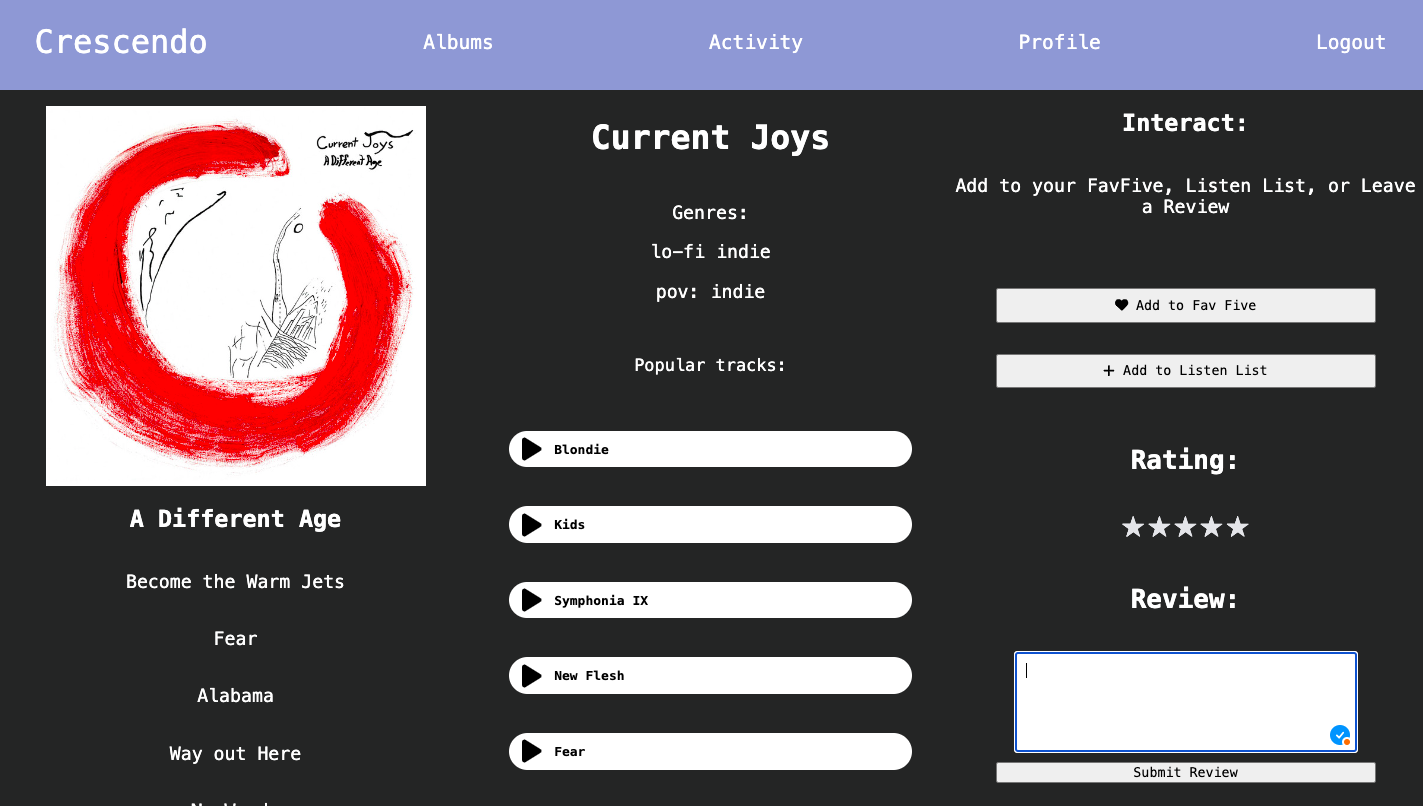 Crescendo
Albums
Activity
Profile
Logout
Current Joys
A Different Age
A Different Age
Become the Warm Jets
Fear
Alabama
Way out Here
Current Joys
Genres:
lo-fi indie
pov: indie
Popular tracks:
Blondie
Kids
Symphonia IX
New Flesh
Fear
Interact:
Add to your FavFive, Listen List, or Leave
a Review
Add to Fav Five
Add to Listen List
Rating:
Review:
Submit Review